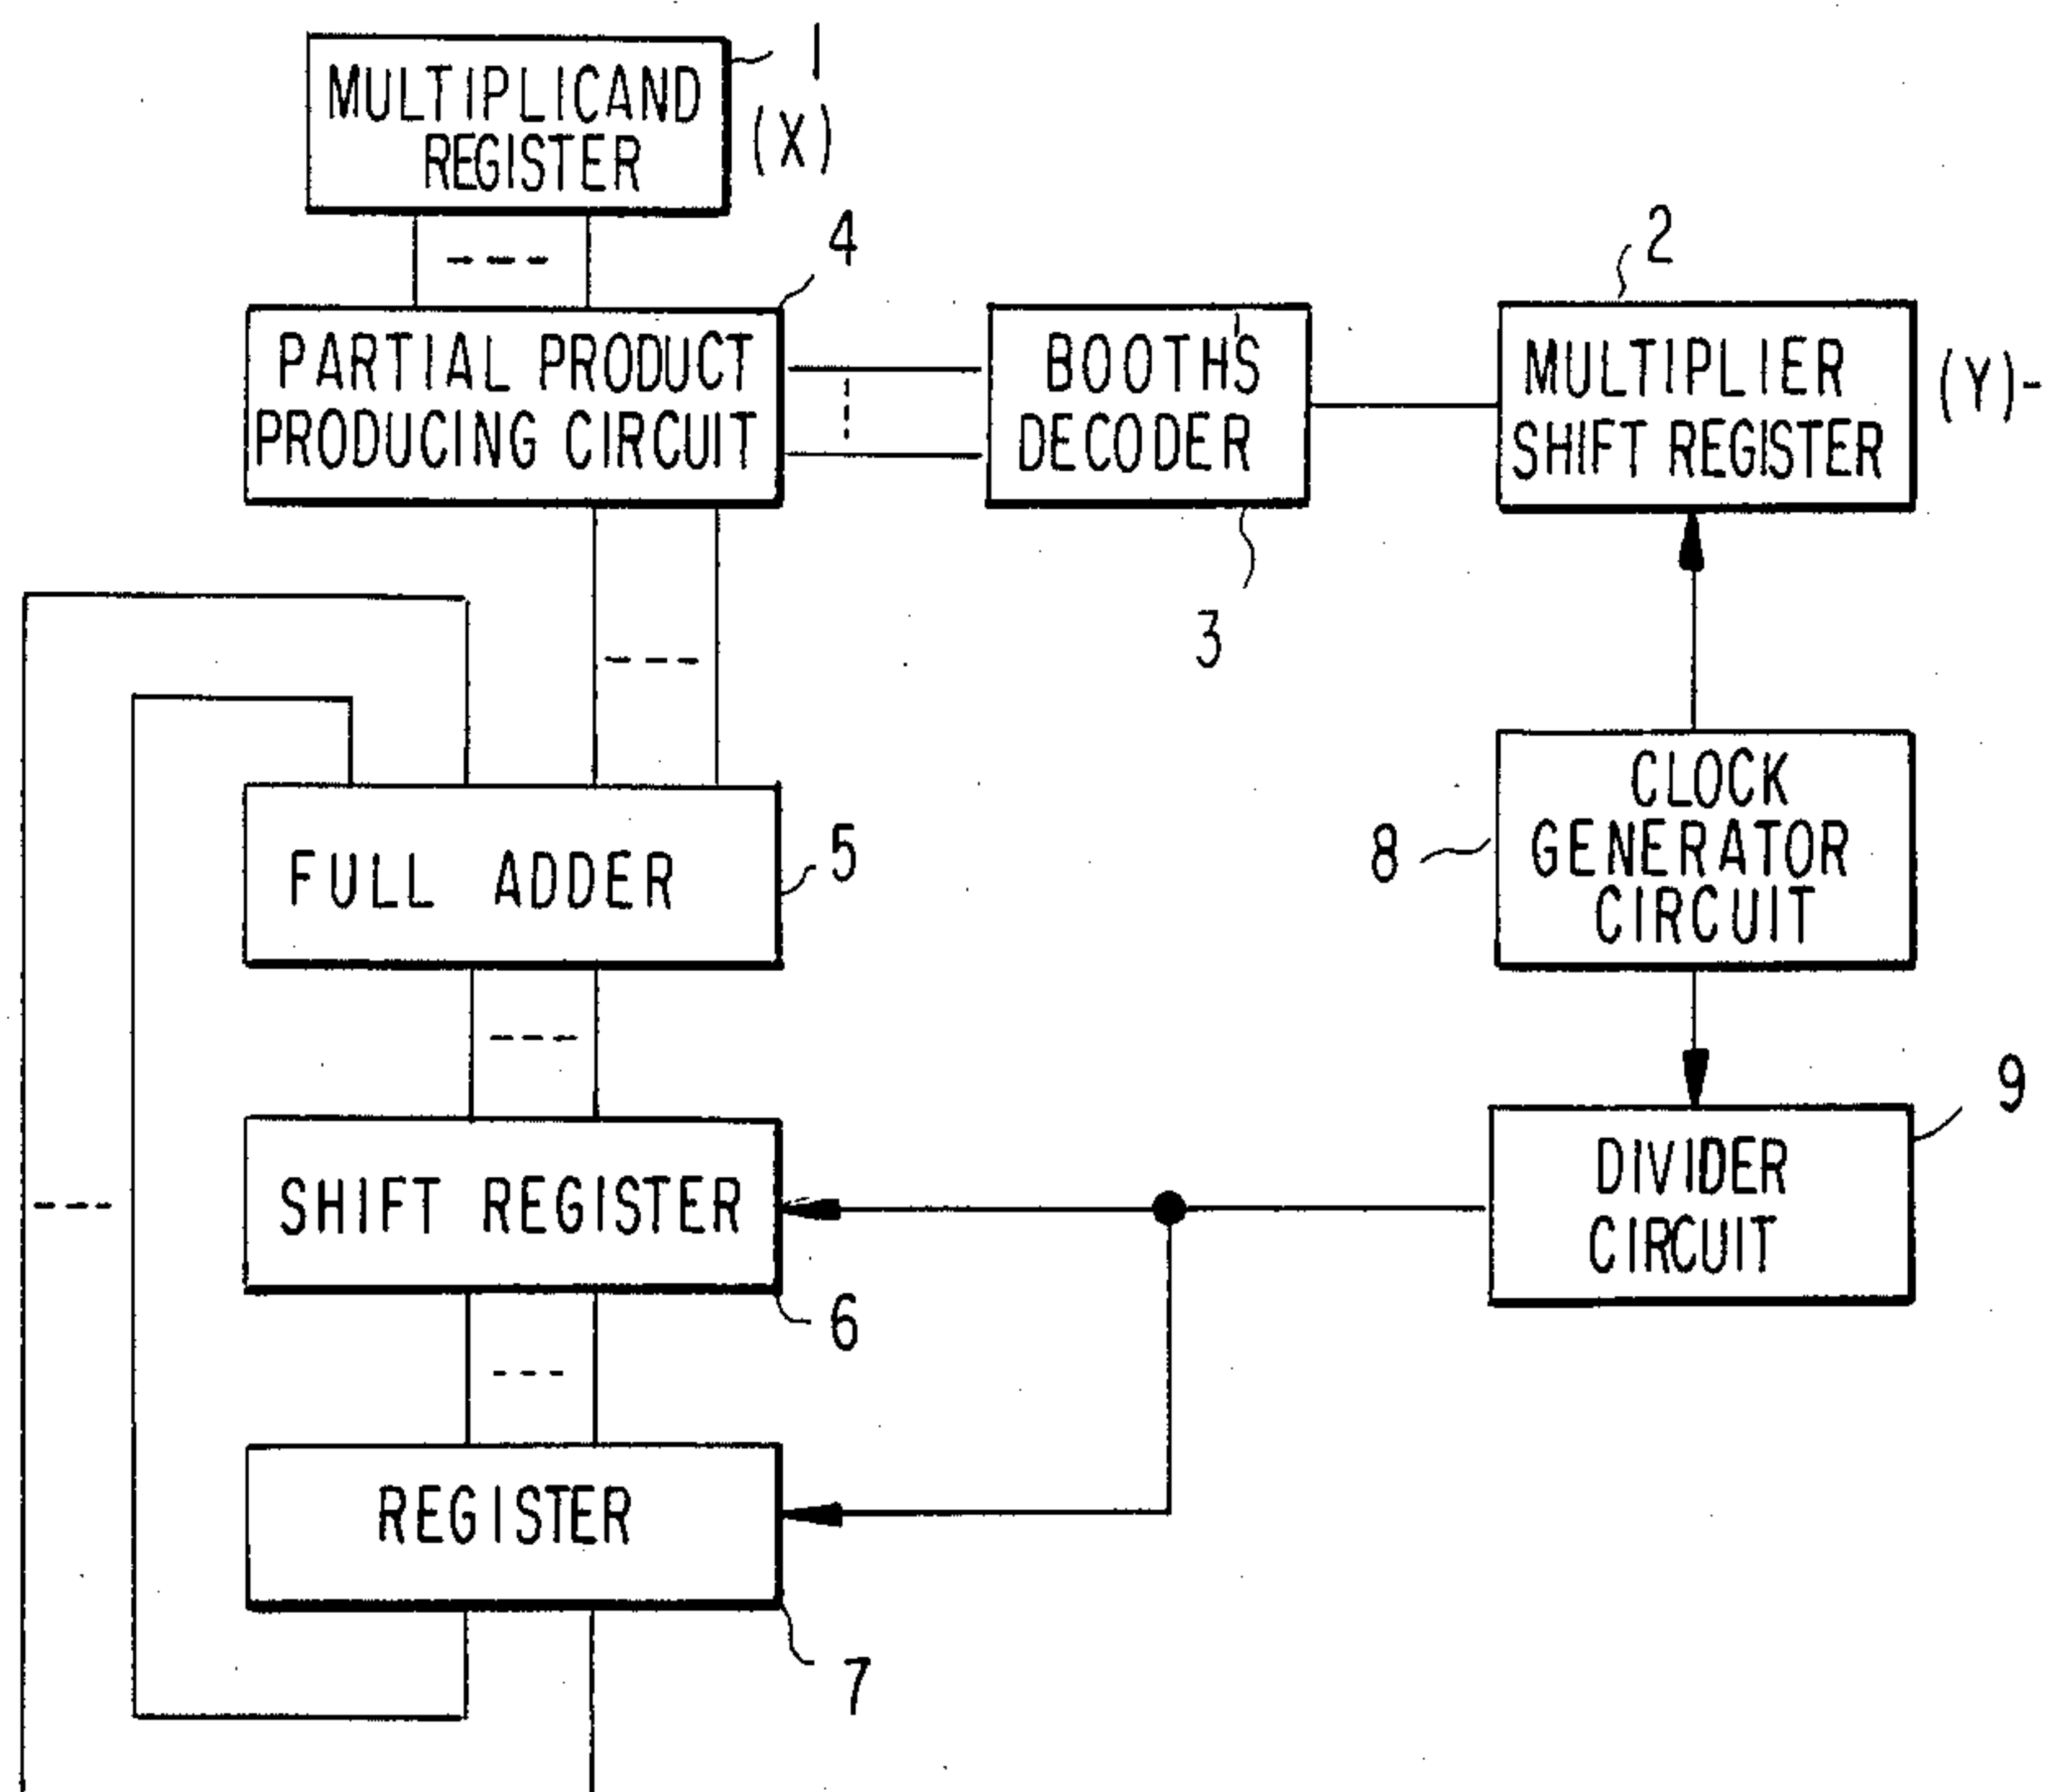 MULTIPLICAND
REGISTER
1
(X)
4
PARTIAL PRODUCT
PRODUCING CIRCUIT
BOOTH'S
DECODER
3
2
MULTIPLIER
SHIFT REGISTER
(Y)-
FULL ADDER
5
8
CLOCK
GENERATOR
CIRCUIT
SHIFT REGISTER
6
9
DIVIDER
CIRCUIT
REGISTER
7